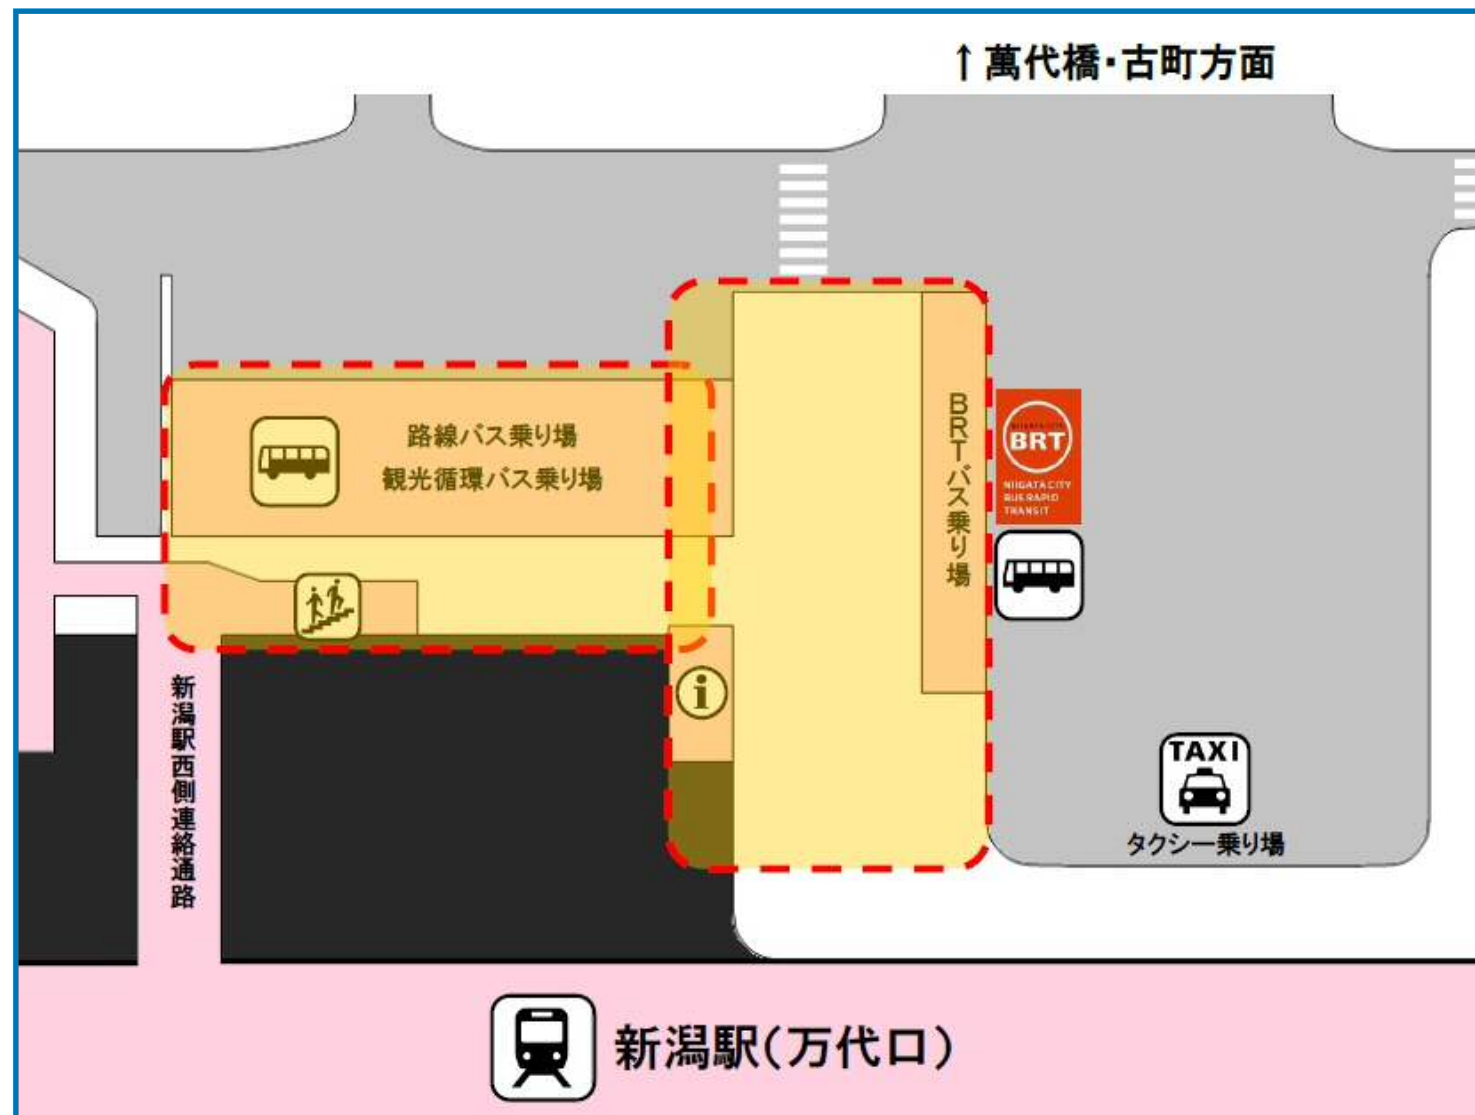 ↑萬代橋・古町方面
路線バス乗り場
観光循環バス乗り場
BRTバス乗り場
NIIGATA CITY
BRT
NIIGATA CITY
BUS RAPID
TRANSIT
i
新潟駅西側連絡通路
TAXI
タクシー乗り場
新潟駅(万代口)